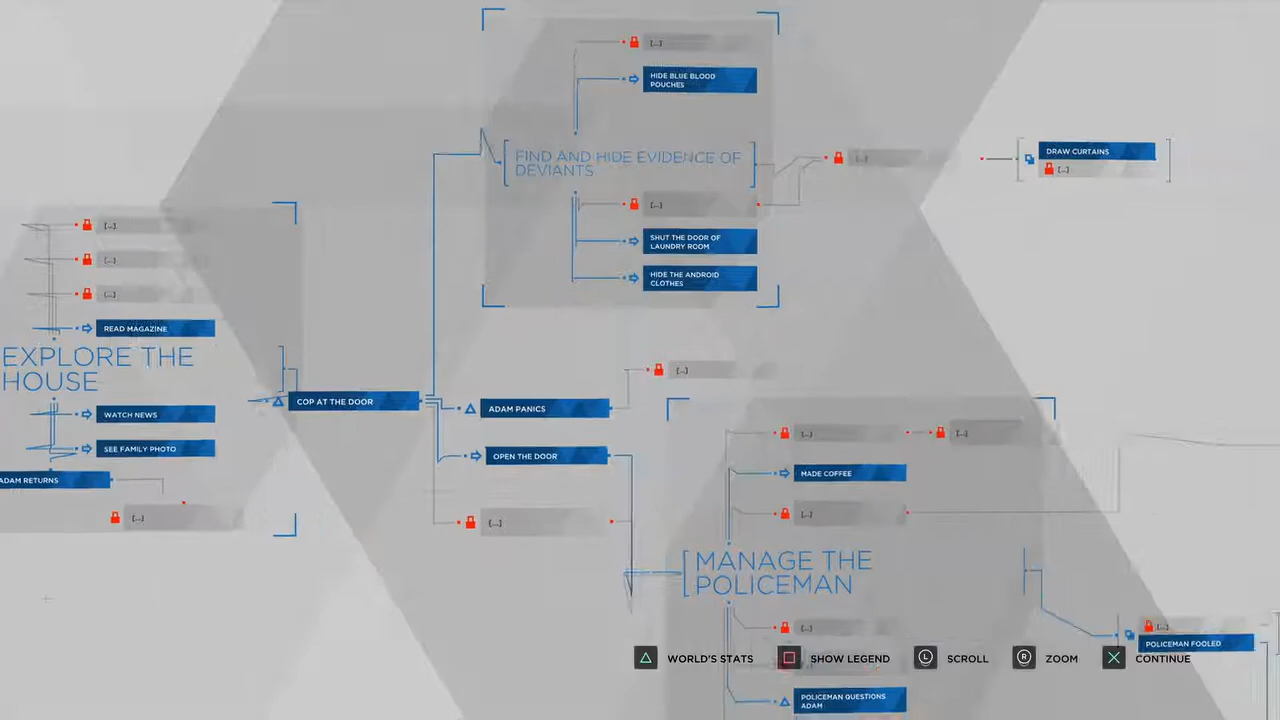 [...]
HIDE BLUE BLOOD
POUCHES
FIND AND HIDE EVIDENCE OF
DEVIANTS
[...]
DRAW CURTAINS
[...]
[...]
SHUT THE DOOR OF
LAUNDRY ROOM
HIDE THE ANDROID
CLOTHES
[...]
[...]
[...]
READ MAGAZINE
EXPLORE THE
HOUSE
WATCH NEWS
SEE FAMILY PHOTO
ADAM RETURNS
[...]
COP AT THE DOOR
[...]
ADAM PANICS
OPEN THE DOOR
[...]
[...]
[...]
MADE COFFEE
[...]
MANAGE THE
POLICEMAN
[...]
[...]
POLICEMAN FOOLED
POLICEMAN QUESTIONS
ADAM
WORLD'S STATS
SHOW LEGEND
L
SCROLL
R
ZOOM
CONTINUE